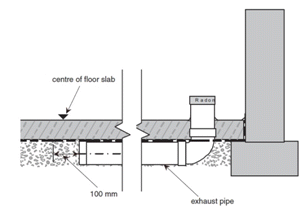 Radon
centre of floor slab
100 mm
exhaust pipe